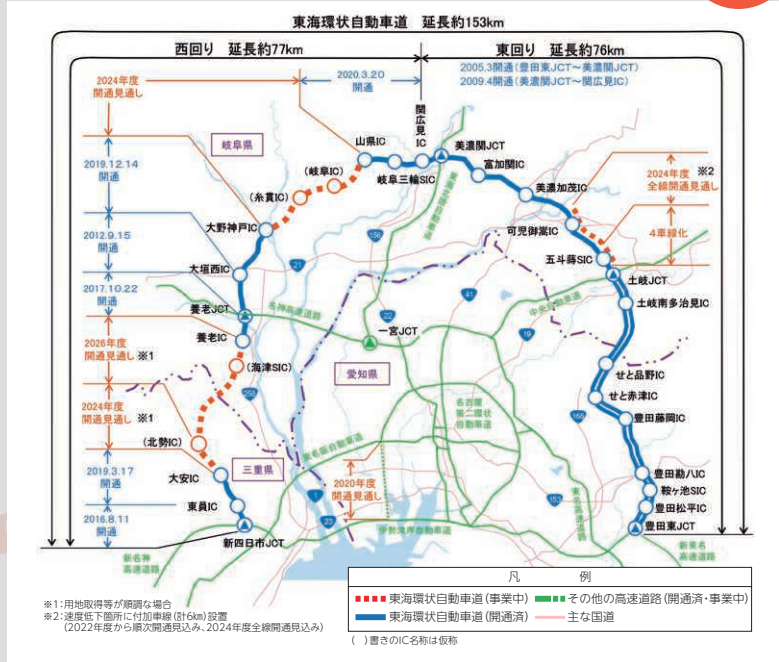 東海環状自動車道 延長約153km
西回り 延長約77km
東回り 延長約76km
2024年度
開通見通し
2020.3.20
開通
2005.3開通(豊田東JCT～美濃関JCT)
2009.4開通(美濃関JCT～関広見IC)
関広見IC
山県IC
美濃関JCT
岐阜県
(岐阜IC)
岐阜三輪SIC
富加関IC
2019.12.14
開通
(糸貫IC)
東海北陸自動車道
美濃加茂IC
2024年度 ※2
全線開通見通し
大野神戸IC
156
可児御嵩IC
4車線化
2012.9.15
開通
五斗蒔SIC
大垣西IC
21
土岐JCT
2017.10.22
開通
41
中央自動車道
養老JCT
名神高速道路
22
土岐南多治見IC
養老IC
一宮JCT
19
2026年度
開通見通し ※1
(海津SIC)
愛知県
せと品野IC
258
名古屋
第二環状
自動車道
せと赤津IC
2024年度
開通見通し ※1
155
豊田藤岡IC
(北勢IC)
東名阪自動車道
三重県
2019.3.17
開通
大安IC
2020年度
開通見通し
豊田勘八IC
鞍ヶ池SIC
1
東名高速道路
153
東員IC
豊田松平IC
2016.8.11
開通
23
豊田東JCT
新四日市JCT
伊勢湾岸自動車道
新名神
高速道路
新東名
高速道路
凡 例
東海環状自動車道(事業中)
その他の高速道路(開通済・事業中)
東海環状自動車道(開通済)
主な国道
( )書きのIC名称は仮称
※1:用地取得等が順調な場合
※2:速度低下箇所に付加車線(計6km)設置
(2022年度から順次開通見込み、2024年度全線開通見込み)